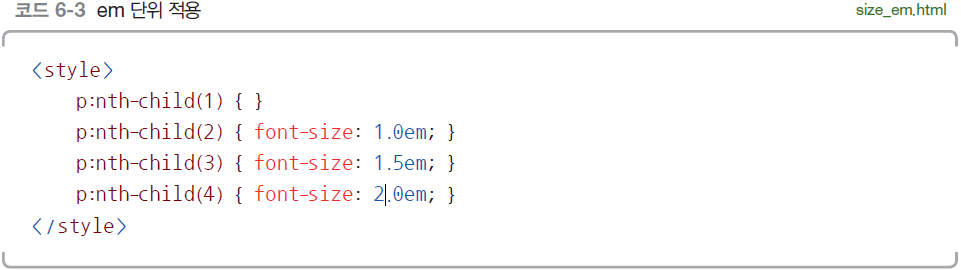 코드 6-3 em 단위 적용
size_em.html
<style>
p:nth-child(1) { }
p:nth-child(2) { font-size: 1.0em; }
p:nth-child(3) { font-size: 1.5em; }
p:nth-child(4) { font-size: 2.0em; }
</style>